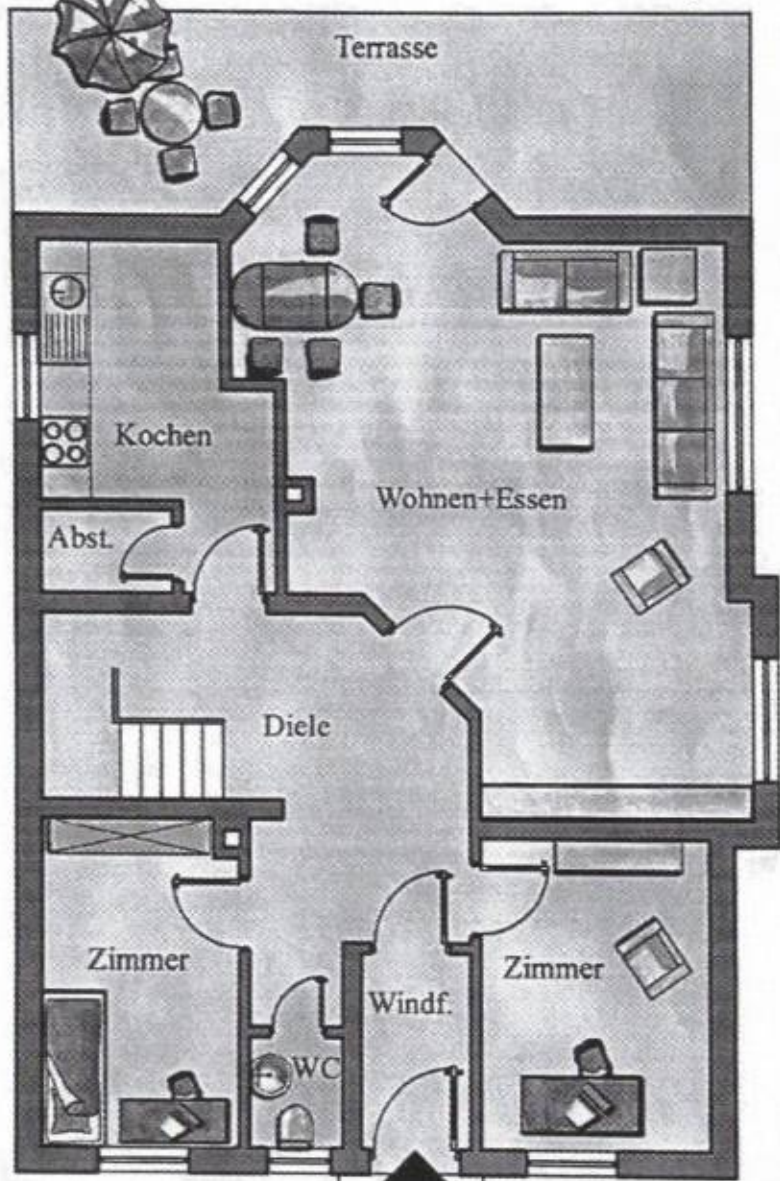 Terrasse
Kochen
Wohnen+Essen
Abst.
Diele
Zimmer
Zimmer
Windf.
WC